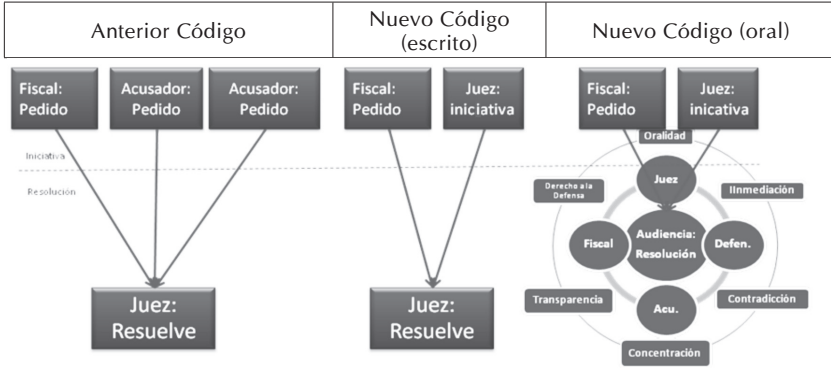 Anterior Código
Nuevo Código
(escrito)
Nuevo Código (oral)
Fiscal:
Pedido
Acusador:
Pedido
Acusador:
Pedido
Fiscal:
Pedido
Juez:
iniciativa
Fiscal:
Pedido
Juez:
inicativa
Iniciativa
Resolución
Oralidad
Juez
Derecho a la
Defensa
IInmediación
Fiscal
Audiencia:
Resolución
Defen.
Transparencia
Acu.
Contradicción
Concentración
Juez:
Resuelve
Juez:
Resuelve